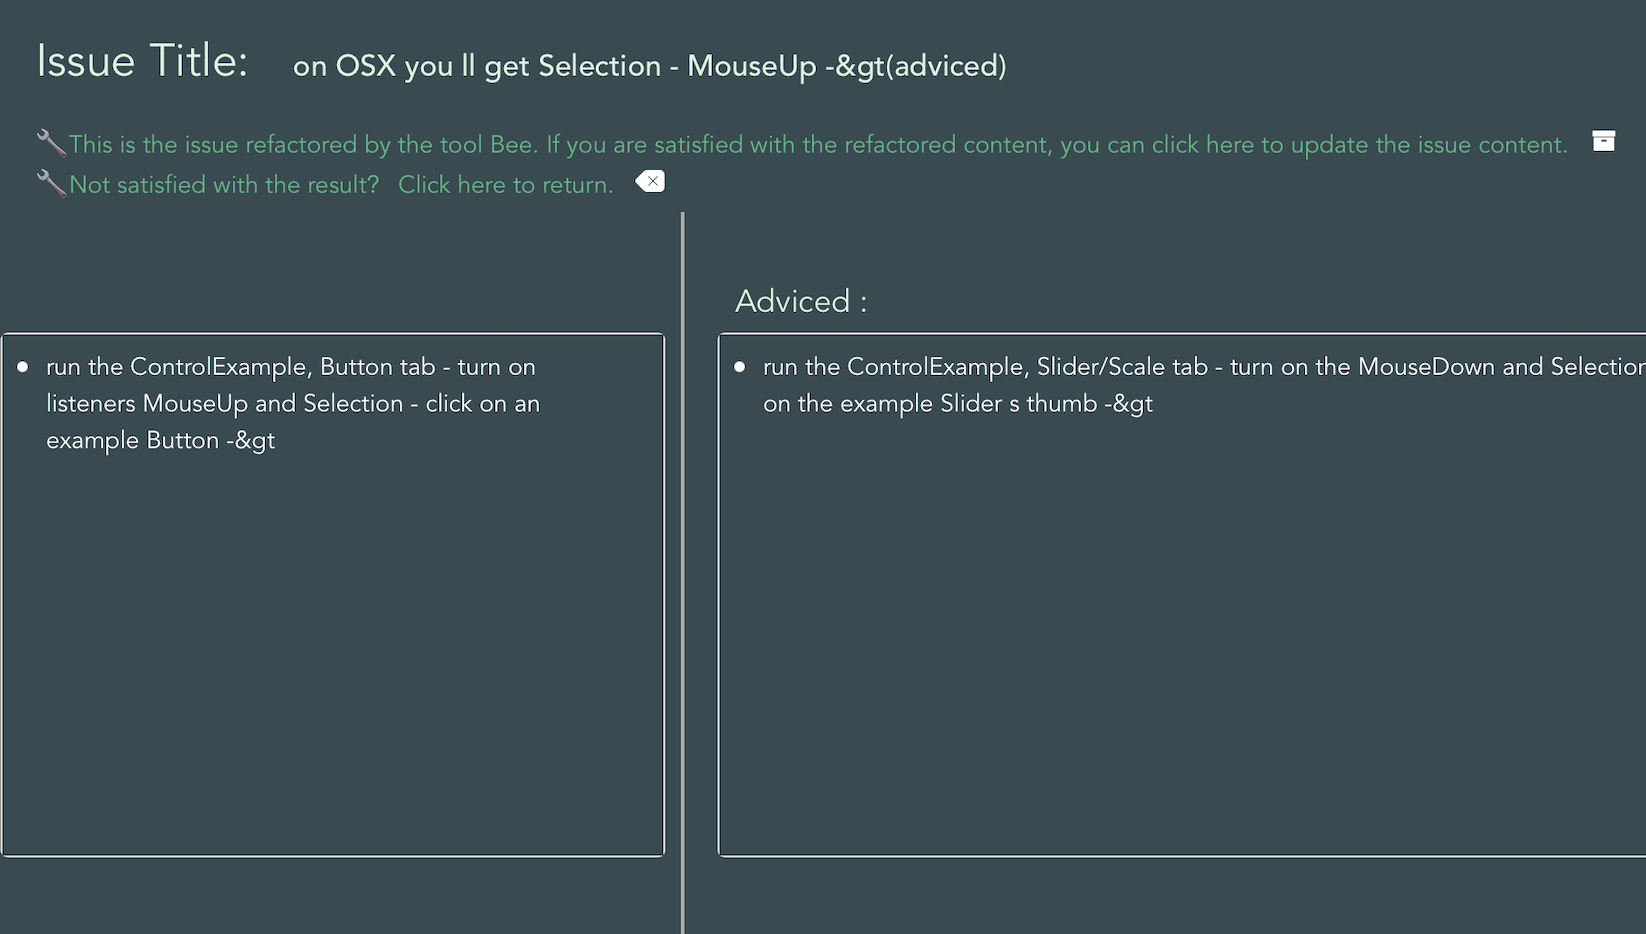 Issue Title: on OSX you ll get Selection - MouseUp -&gt(adviced)
This is the issue refactored by the tool Bee. If you are satisfied with the refactored content, you can click here to update the issue content.
Not satisfied with the result? Click here to return.
run the ControlExample, Button tab - turn on
listeners MouseUp and Selection - click on an
example Button -&gt
Adviced :
run the ControlExample, Slider/Scale tab - turn on the MouseDown and Selection
on the example Slider s thumb -&gt